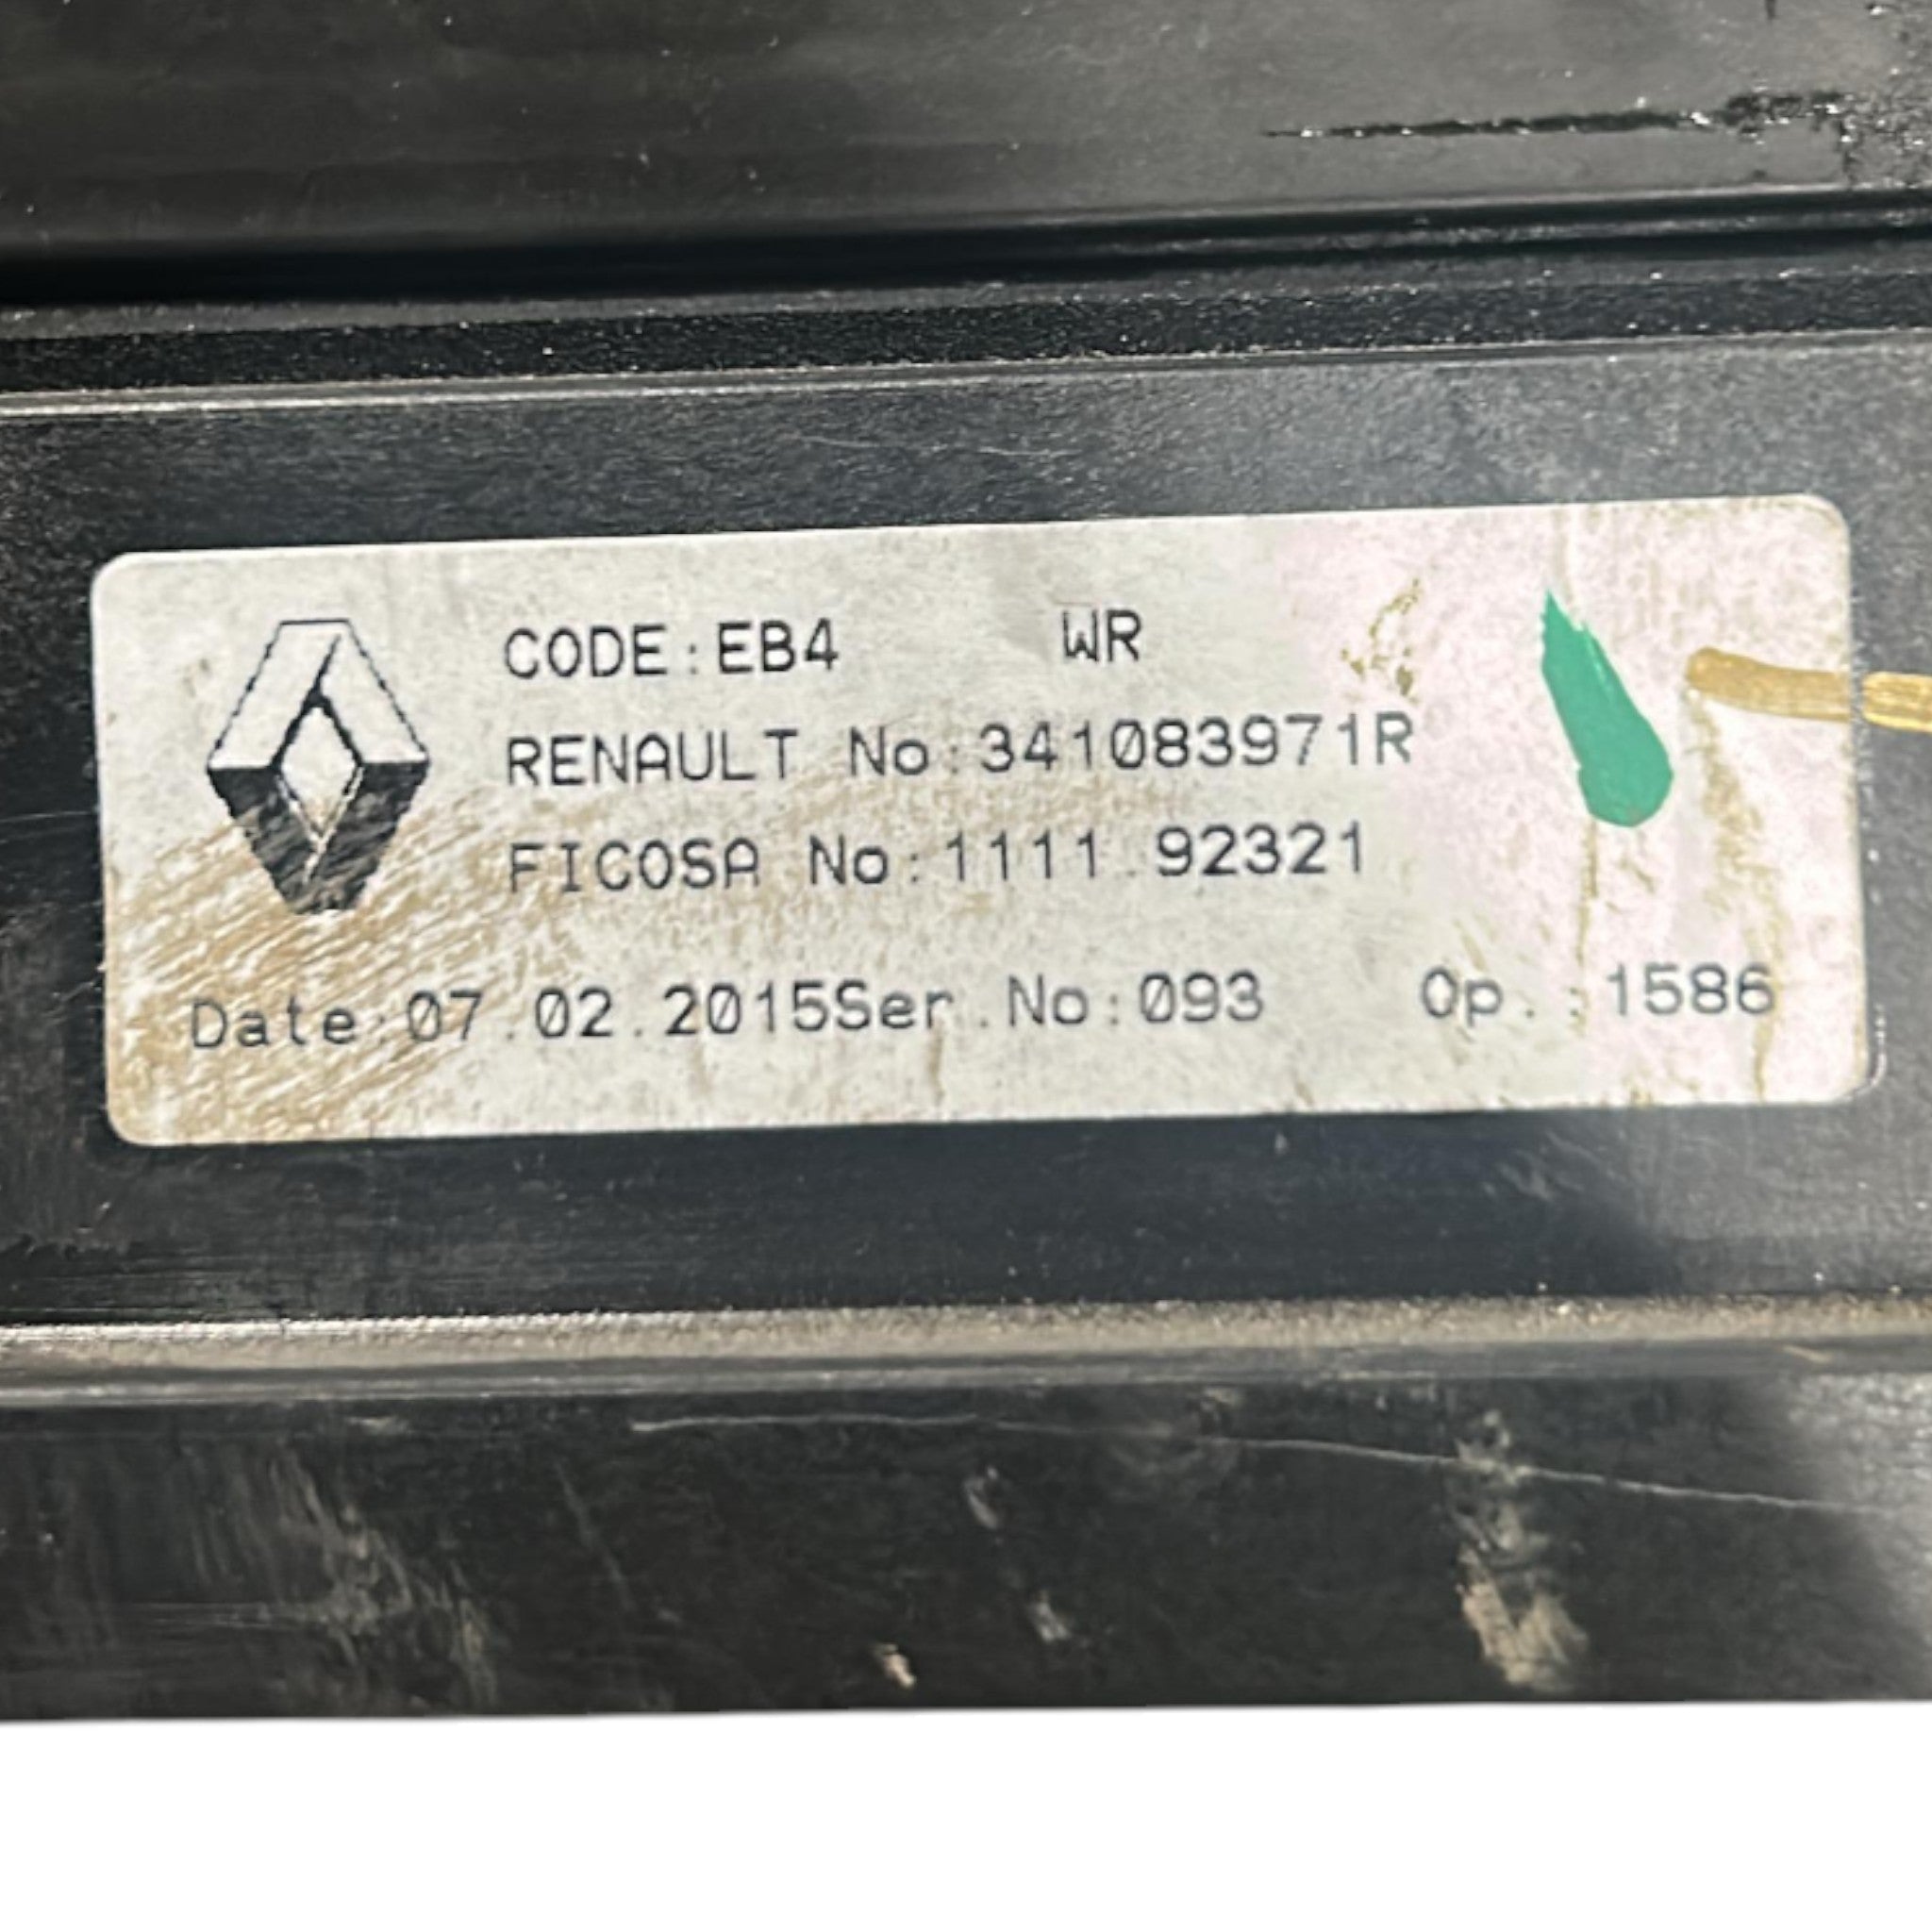 CODE:EB4 WR
RENAULT No:341083971R
FICOSA No:1111.92321
Date:07.02.2015Ser.No:093 Op.:1586